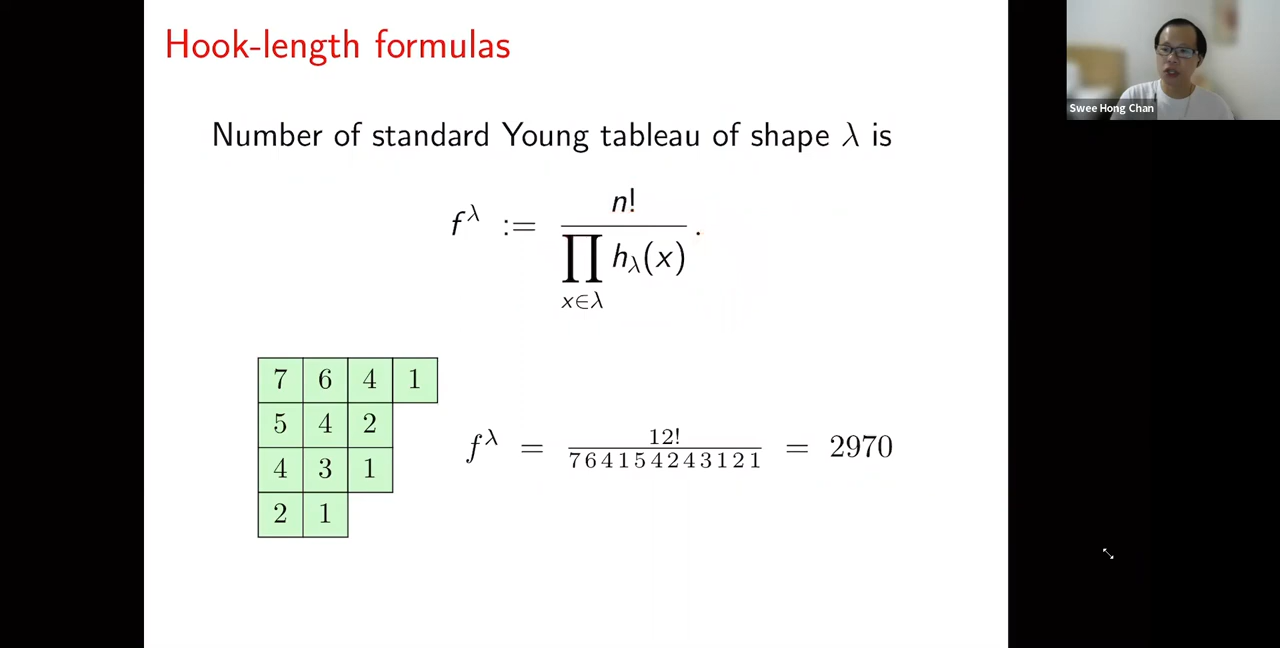 Hook-length formulas
Swee Hong Chan
Number of standard Young tableau of shape λ is
f^λ := n! / ∏_{x∈λ} h_λ(x) .
7 6 4 1
5 4 2
4 3 1
2 1
f^λ = 12! / 7 6 4 1 5 4 2 4 3 1 2 1 = 2970